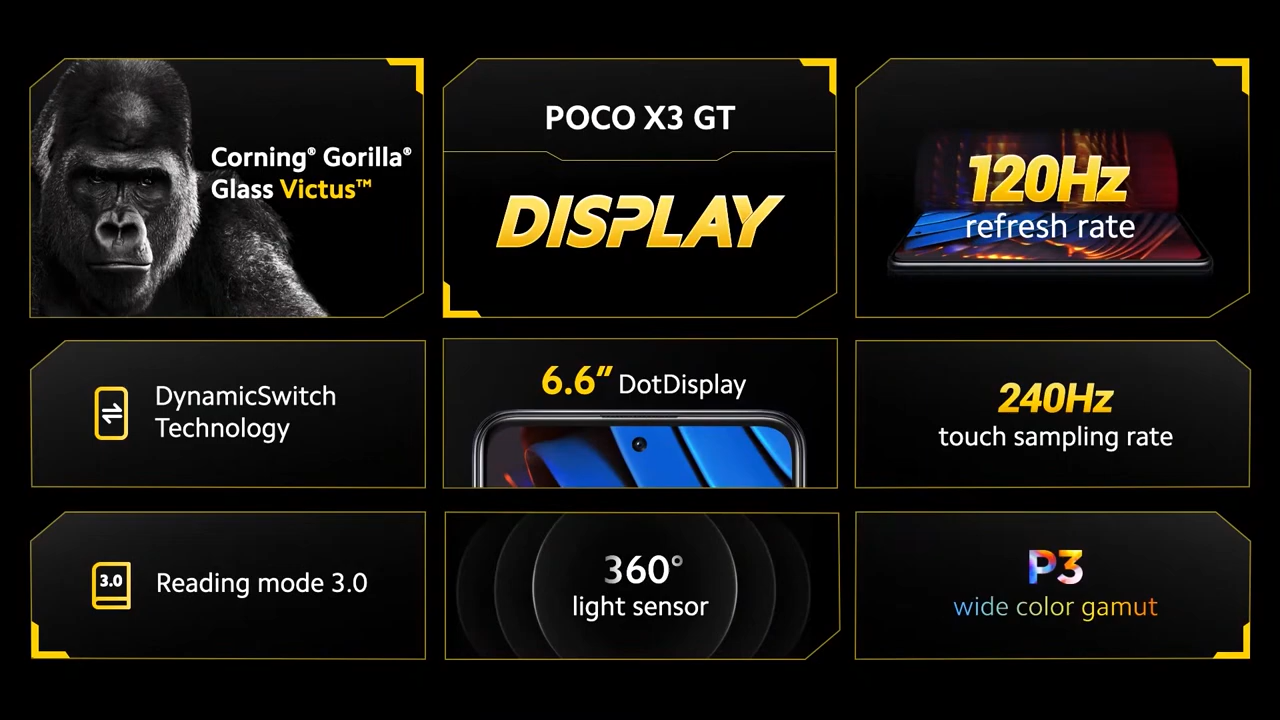 Corning® Gorilla®
Glass Victus™
POCO X3 GT
DISPLAY
120Hz
refresh rate
DynamicSwitch
Technology
6.6″ DotDisplay
240Hz
touch sampling rate
3.0
Reading mode 3.0
360°
light sensor
P3
wide color gamut